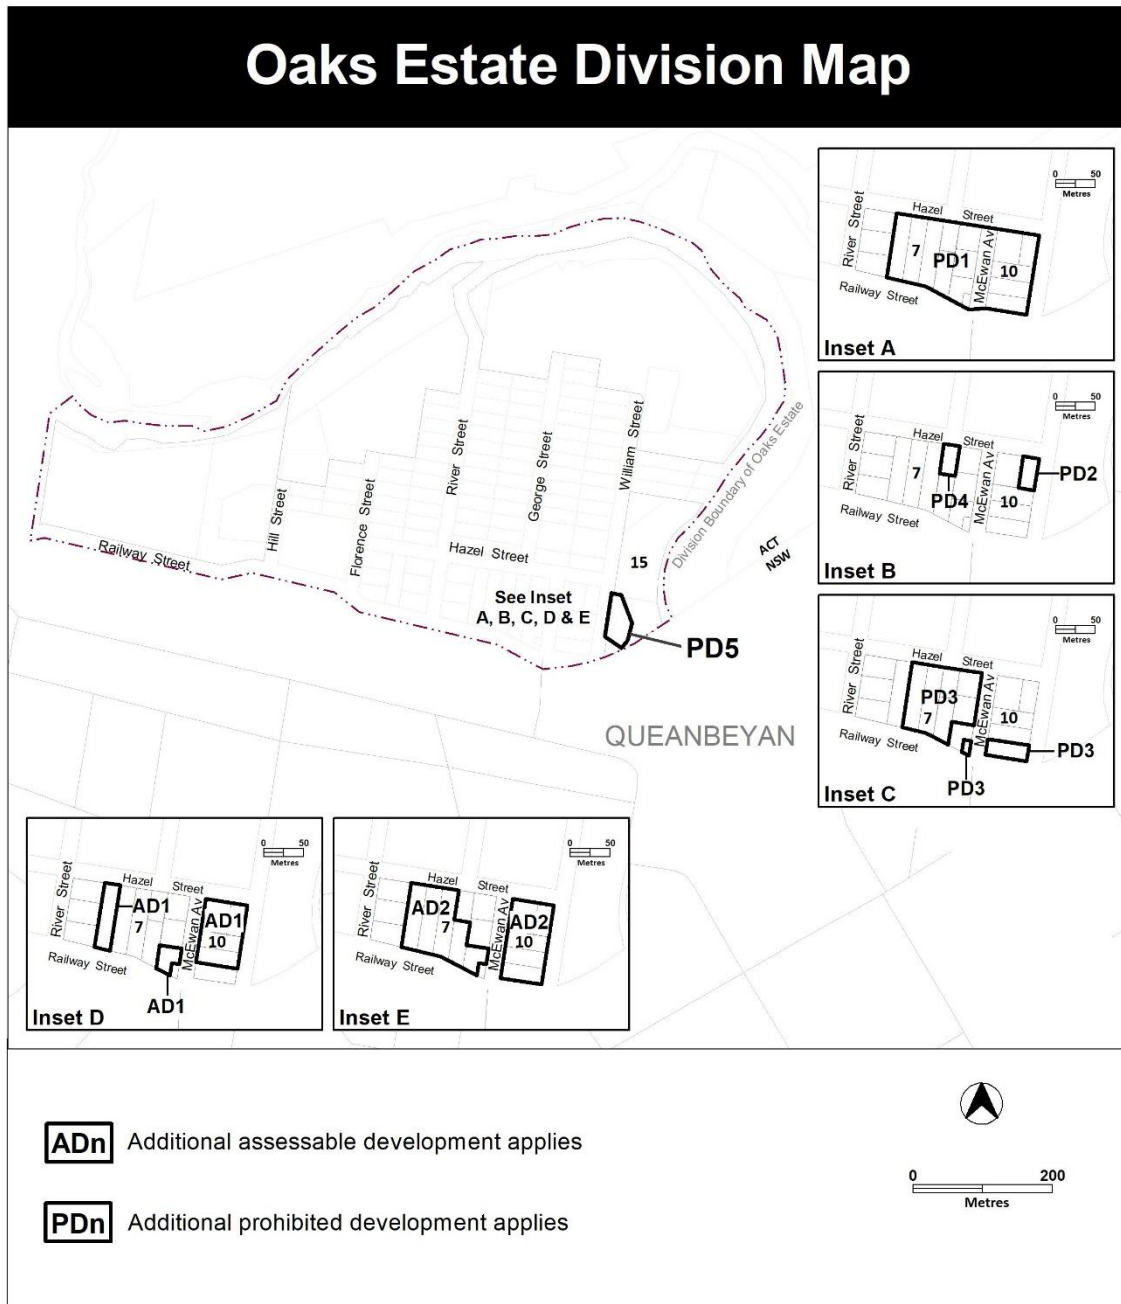 Oaks Estate Division Map
0 50
Metres
Hazel Street
River Street
7
PD1
McEwan Av
10
Railway Street
Inset A
0 50
Metres
Hazel Street
River Street
7
PD4
McEwan Av
10
PD2
Railway Street
Inset B
0 50
Metres
Hazel Street
River Street
PD3
7
McEwan Av
10
Railway Street
PD3
PD3
Inset C
Hill Street
Florence Street
River Street
George Street
William Street
Hazel Street
Railway Street
Division Boundary of Oaks Estate
ACT
NSW
15
See Inset
A, B, C, D & E
PD5
QUEANBEYAN
0 50
Metres
Hazel Street
River Street
AD1
7
McEwan Av
AD1
10
Railway Street
AD1
Inset D
0 50
Metres
Hazel Street
River Street
AD2
7
McEwan Av
AD2
10
Railway Street
Inset E
ADn Additional assessable development applies
PDn Additional prohibited development applies
0 200
Metres